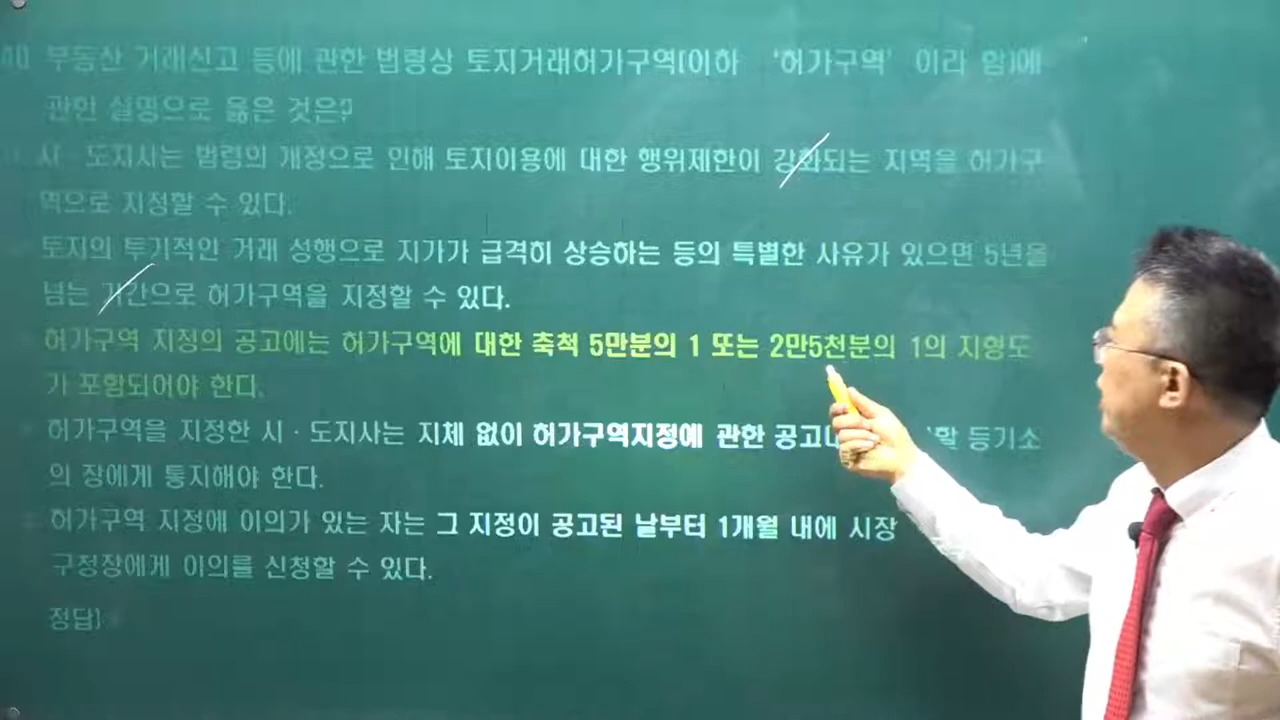 부동산 거래신고 등에 관한 법령상 토지거래허가구역(이하 '허가구역' 이라 함)에
관한 설명으로 옳은 것은?
시 · 도지사는 법령의 개정으로 인해 토지이용에 대한 행위제한이 강화되는 지역을 허가구
역으로 지정할 수 있다.
토지의 투기적인 거래 성행으로 지가가 급격히 상승하는 등의 특별한 사유가 있으면 5년을
넘는 기간으로 허가구역을 지정할 수 있다.
허가구역 지정의 공고에는 허가구역에 대한 축척 5만분의 1 또는 2만5천분의 1의 지형도
가 포함되어야 한다.
허가구역을 지정한 시 · 도지사는 지체 없이 허가구역지정에 관한 공고 할 등기소
의 장에게 통지해야 한다.
허가구역 지정에 이의가 있는 자는 그 지정이 공고된 날부터 1개월 내에 시장
구청장에게 이의를 신청할 수 있다.
정답)